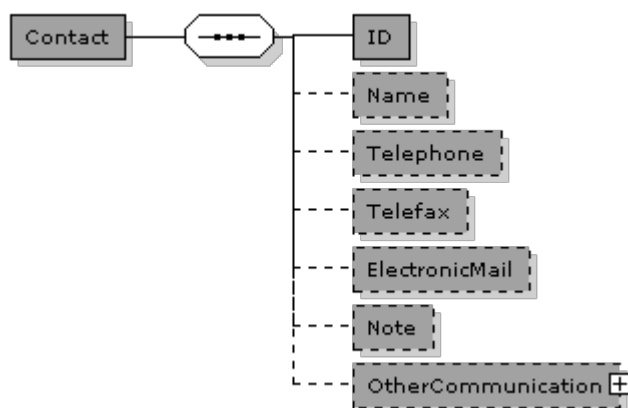 Contact
ID
Name
Telephone
Telefax
ElectronicMail
Note
OtherCommunication